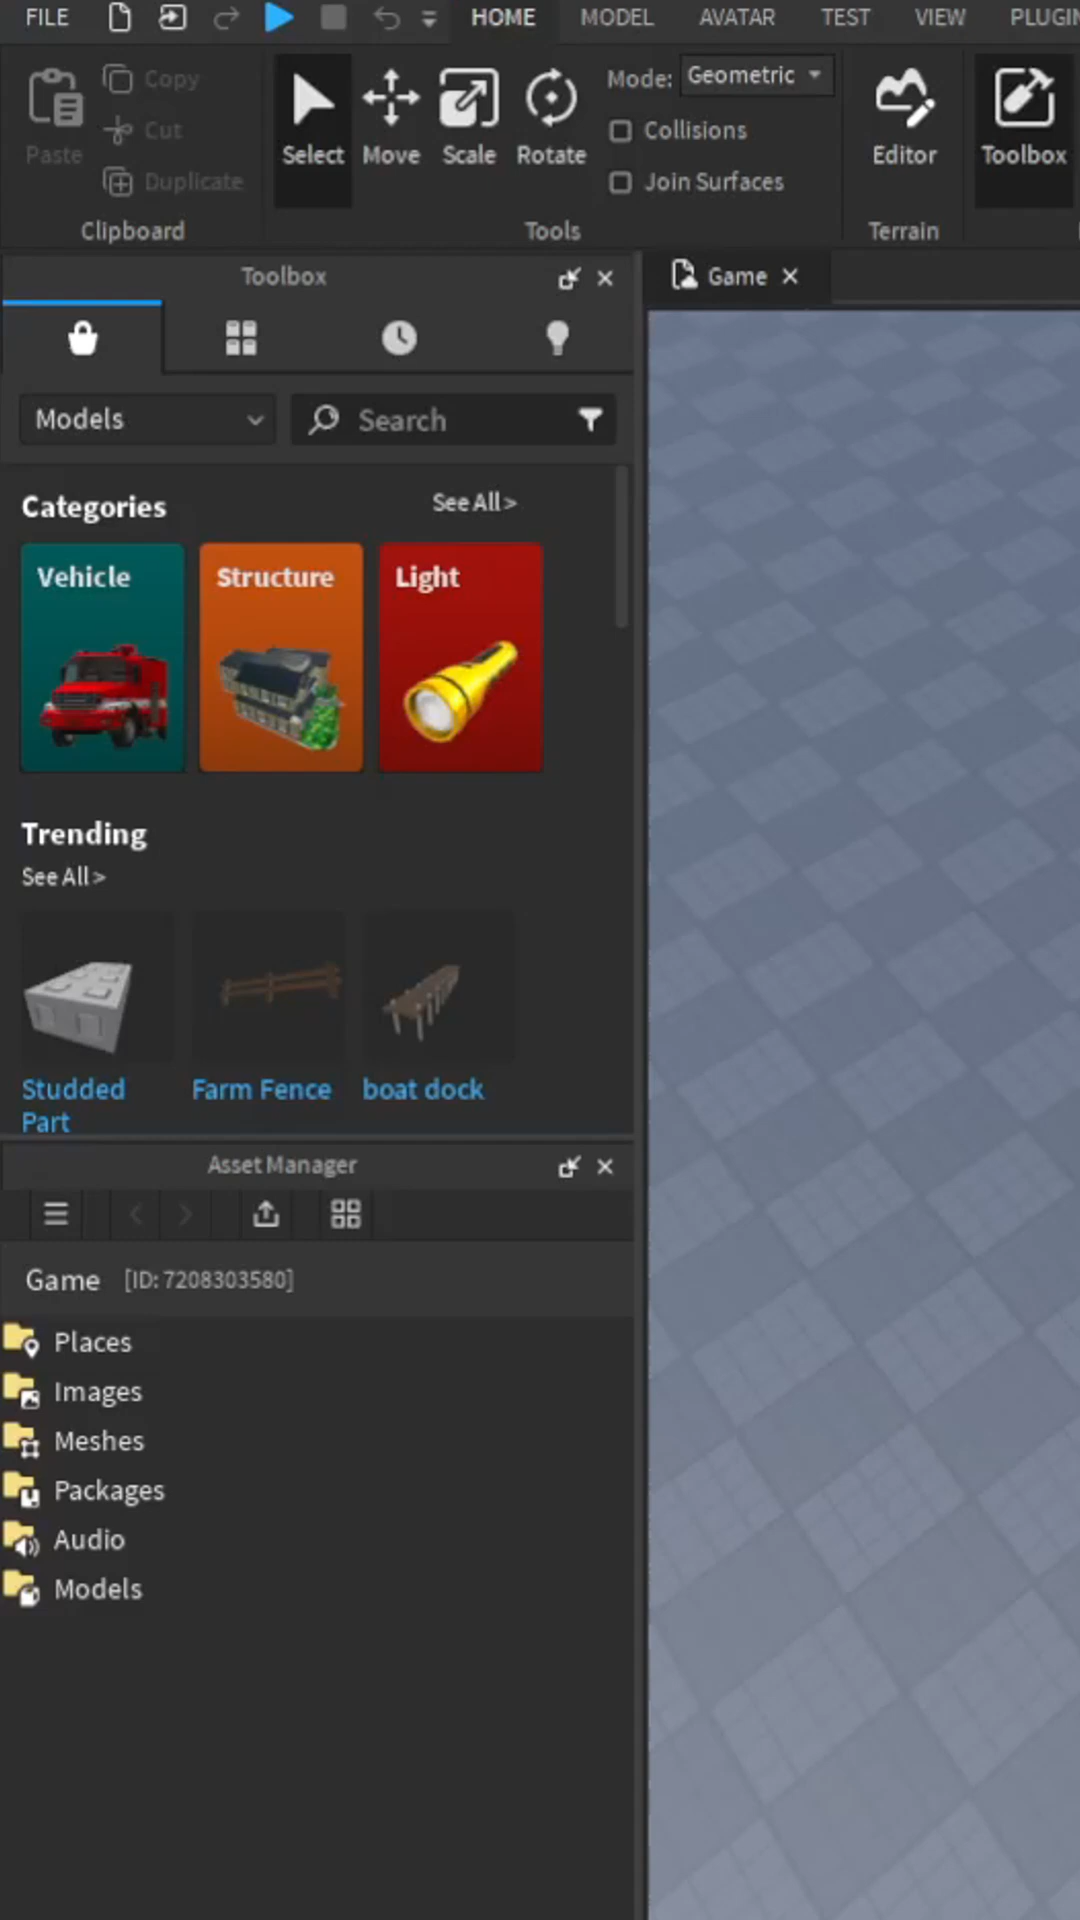 FILE HOME MODEL AVATAR TEST VIEW
Paste
Copy
Cut
Duplicate
Clipboard
Select Move Scale Rotate
Mode: Geometric
Collisions
Join Surfaces
Tools
Editor
Terrain
Toolbox
Toolbox
Game
Models
Search
Categories See All >
Vehicle Structure Light
Trending
See All >
Studded
Part
Farm Fence
boat dock
Asset Manager
Game [ID: 7208303580]
Places
Images
Meshes
Packages
Audio
Models